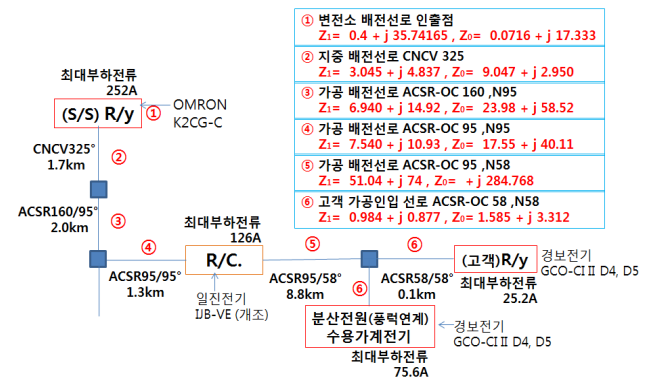 ① 변전소 배전선로 인출점
Z1= 0.4 + j 35.74165 , Z0= 0.0716 + j 17.333
② 지중 배전선로 CNCV 325
Z1= 3.045 + j 4.837 , Z0= 9.047 + j 2.950
③ 가공 배전선로 ACSR-OC 160 ,N95
Z1= 6.940 + j 14.92 , Z0= 23.98 + j 58.52
④ 가공 배전선로 ACSR-OC 95 ,N95
Z1= 7.540 + j 10.93 , Z0= 17.55 + j 40.11
⑤ 가공 배전선로 ACSR-OC 95 ,N58
Z1= 51.04 + j 74 , Z0= + j 284.768
⑥ 고객 가공인입 선로 ACSR-OC 58 ,N58
Z1= 0.984 + j 0.877 , Z0= 1.585 + j 3.312
최대부하전류
252A
(S/S) R/y
①
OMRON
K2CG-C
CNCV325°
1.7km
②
ACSR160/95°
2.0km
③
④
ACSR95/95°
1.3km
최대부하전류
126A
R/C.
일진전기
IJB-VE (개조)
⑤
ACSR95/58°
8.8km
⑥
ACSR58/58°
0.1km
(고객)R/y
최대부하전류
25.2A
경보전기
GCO-CI II D4, D5
⑥
분산전원(풍력연계)
수용가계전기
최대부하전류
75.6A
경보전기
GCO-CI II D4, D5